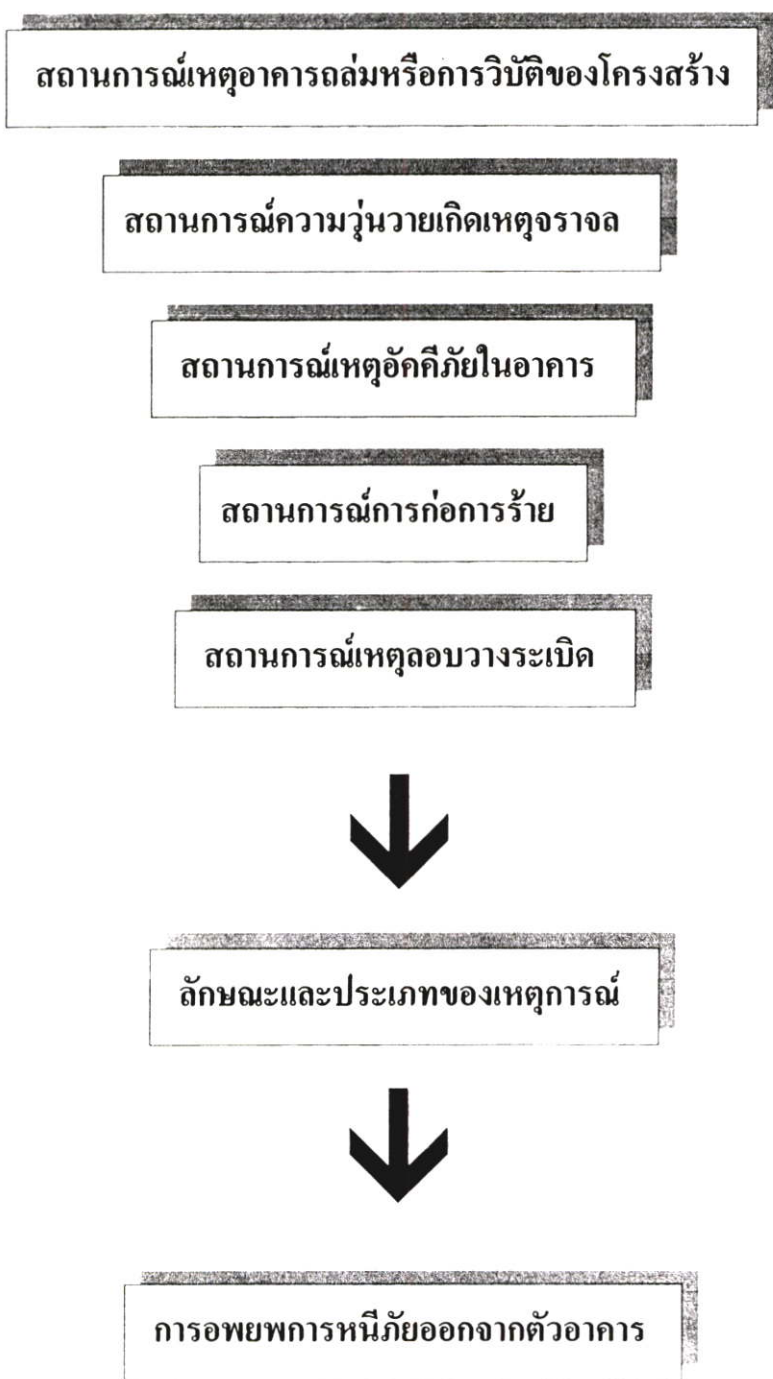 สถานการณ์เหตุอาคารถล่มหรือการวิบัติของโครงสร้าง
สถานการณ์ความวุ่นวายเกิดเหตุจราจล
สถานการณ์เหตุอัคคีภัยในอาคาร
สถานการณ์การก่อการร้าย
สถานการณ์เหตุลอบวางระเบิด
ลักษณะและประเภทของเหตุการณ์
การอพยพการหนีภัยออกจากตัวอาคาร